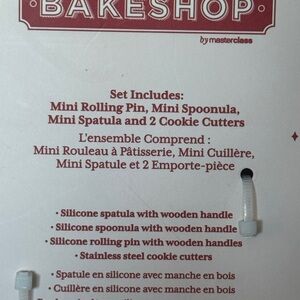 ·BAKESHOP·
by masterclass
Set Includes:
Mini Rolling Pin, Mini Spoonula,
Mini Spatula and 2 Cookie Cutters
L'ensemble Comprend :
Mini Rouleau à Pâtisserie, Mini Cuillère,
Mini Spatule et 2 Emporte-pièce
· Silicone spatula with wooden handle
· Silicone spoonula with wooden handle
· Silicone rolling pin with wooden handles
· Stainless steel cookie cutters
· Spatule en silicone avec manche en bois
· Cuillère en silicone avec manche en bois